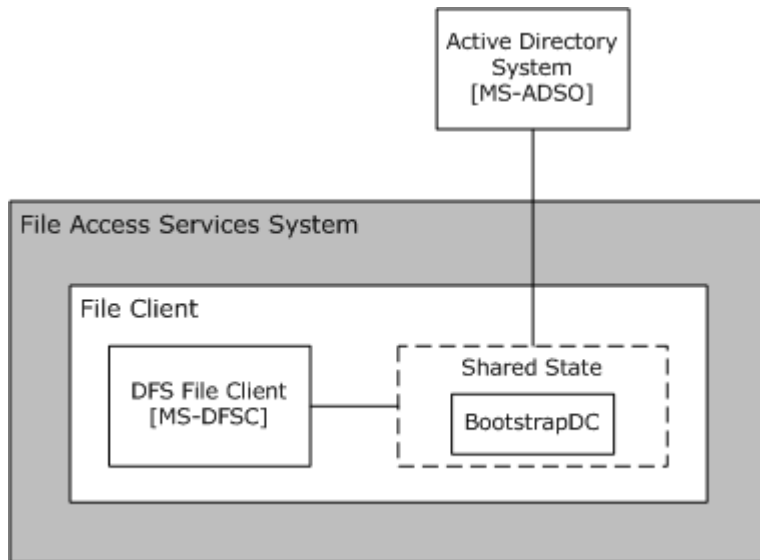 Active Directory
System
[MS-ADSO]
File Access Services System
File Client
DFS File Client
[MS-DFSC]
Shared State
BootstrapDC